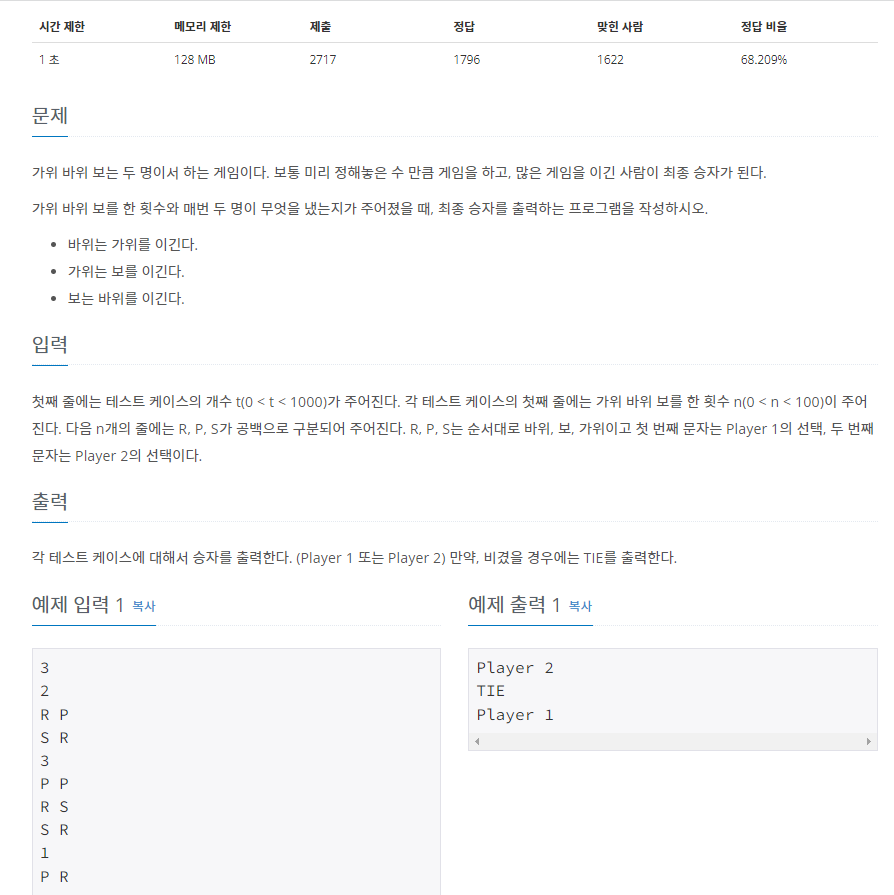 시간 제한 메모리 제한 제출 정답 맞힌 사람 정답 비율
1 초 128 MB 2717 1796 1622 68.209%
문제
가위 바위 보는 두 명이서 하는 게임이다. 보통 미리 정해놓은 수 만큼 게임을 하고, 많은 게임을 이긴 사람이 최종 승자가 된다.
가위 바위 보를 한 횟수와 매번 두 명이 무엇을 냈는지가 주어졌을 때, 최종 승자를 출력하는 프로그램을 작성하시오.
• 바위는 가위를 이긴다.
• 가위는 보를 이긴다.
• 보는 바위를 이긴다.
입력
첫째 줄에는 테스트 케이스의 개수 t(0 < t < 1000)가 주어진다. 각 테스트 케이스의 첫째 줄에는 가위 바위 보를 한 횟수 n(0 < n < 100)이 주어
진다. 다음 n개의 줄에는 R, P, S가 공백으로 구분되어 주어진다. R, P, S는 순서대로 바위, 보, 가위이고 첫 번째 문자는 Player 1의 선택, 두 번째
문자는 Player 2의 선택이다.
출력
각 테스트 케이스에 대해서 승자를 출력한다. (Player 1 또는 Player 2) 만약, 비겼을 경우에는 TIE를 출력한다.
예제 입력 1 복사
3
2
R P
S R
3
P P
R S
S R
1
P R
예제 출력 1 복사
Player 2
TIE
Player 1